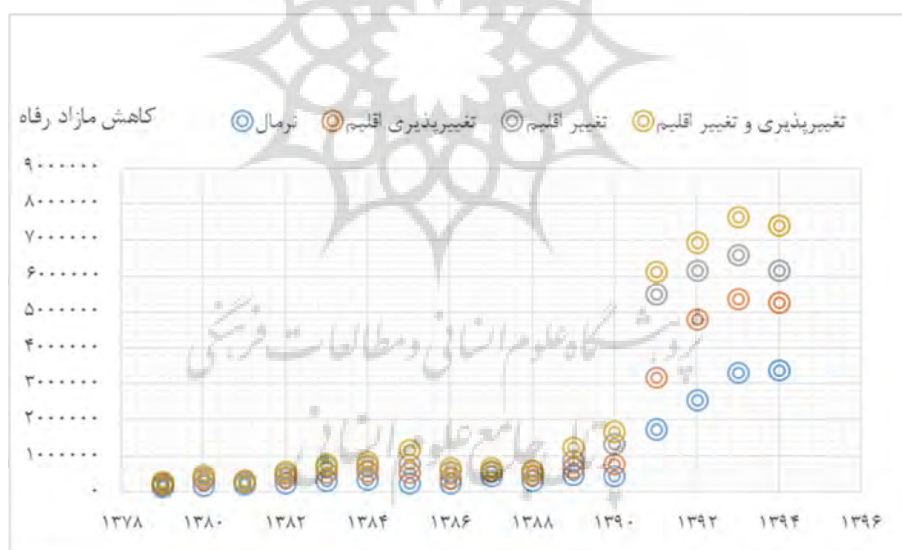 کاهش مازاد رفاه
تغییرپذیری و تغییر اقلیم تغییر اقلیم تغییرپذیری اقلیم نرمال
۹۰۰۰۰۰۰
۸۰۰۰۰۰۰
۷۰۰۰۰۰۰
۶۰۰۰۰۰۰
۵۰۰۰۰۰۰
۴۰۰۰۰۰۰
۳۰۰۰۰۰۰
۲۰۰۰۰۰۰
۱۰۰۰۰۰۰
۰
۱۳۷۸ ۱۳۸۰ ۱۳۸۲ ۱۳۸۴ ۱۳۸۶ ۱۳۸۸ ۱۳۹۰ ۱۳۹۲ ۱۳۹۴ ۱۳۹۶
پژوهشگاه علوم انسانی و مطالعات فرهنگی
پرتال جامع علوم انسانی